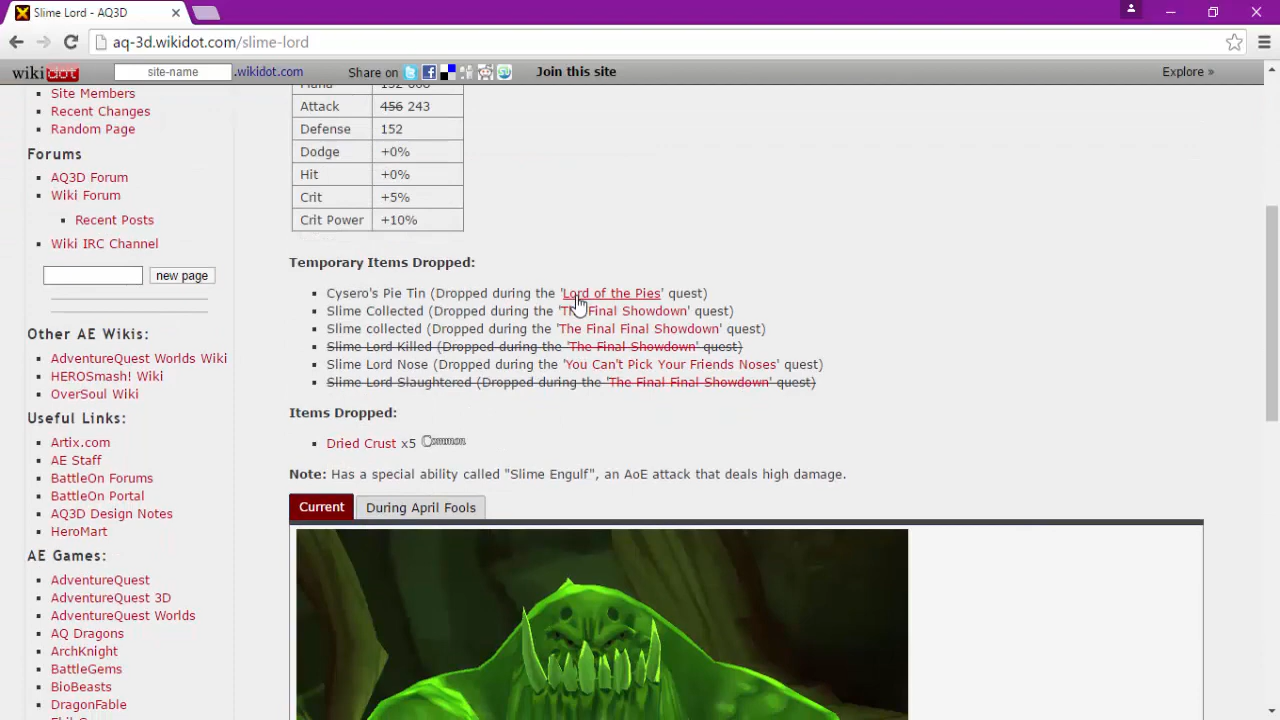 Slime Lord - AQ3D
aq-3d.wikidot.com/slime-lord
wikidot
site-name .wikidot.com
Share on
Join this site
Explore »
Site Members
Recent Changes
Random Page
Forums
AQ3D Forum
Wiki Forum
Recent Posts
Wiki IRC Channel
new page
Other AE Wikis:
AdventureQuest Worlds Wiki
HEROSmash! Wiki
OverSoul Wiki
Useful Links:
Artix.com
AE Staff
BattleOn Forums
BattleOn Portal
AQ3D Design Notes
HeroMart
AE Games:
AdventureQuest
AdventureQuest 3D
AdventureQuest Worlds
AQ Dragons
ArchKnight
BattleGems
BioBeasts
DragonFable
Attack 456 243
Defense 152
Dodge +0%
Hit +0%
Crit +5%
Crit Power +10%
Temporary Items Dropped:
Cysero's Pie Tin (Dropped during the 'Lord of the Pies' quest)
Slime Collected (Dropped during the 'The Final Showdown' quest)
Slime collected (Dropped during the 'The Final Final Showdown' quest)
Slime Lord Killed (Dropped during the 'The Final Showdown' quest)
Slime Lord Nose (Dropped during the 'You Can't Pick Your Friends Noses' quest)
Slime Lord Slaughtered (Dropped during the 'The Final Final Showdown' quest)
Items Dropped:
Dried Crust x5 Common
Note: Has a special ability called "Slime Engulf", an AoE attack that deals high damage.
Current During April Fools